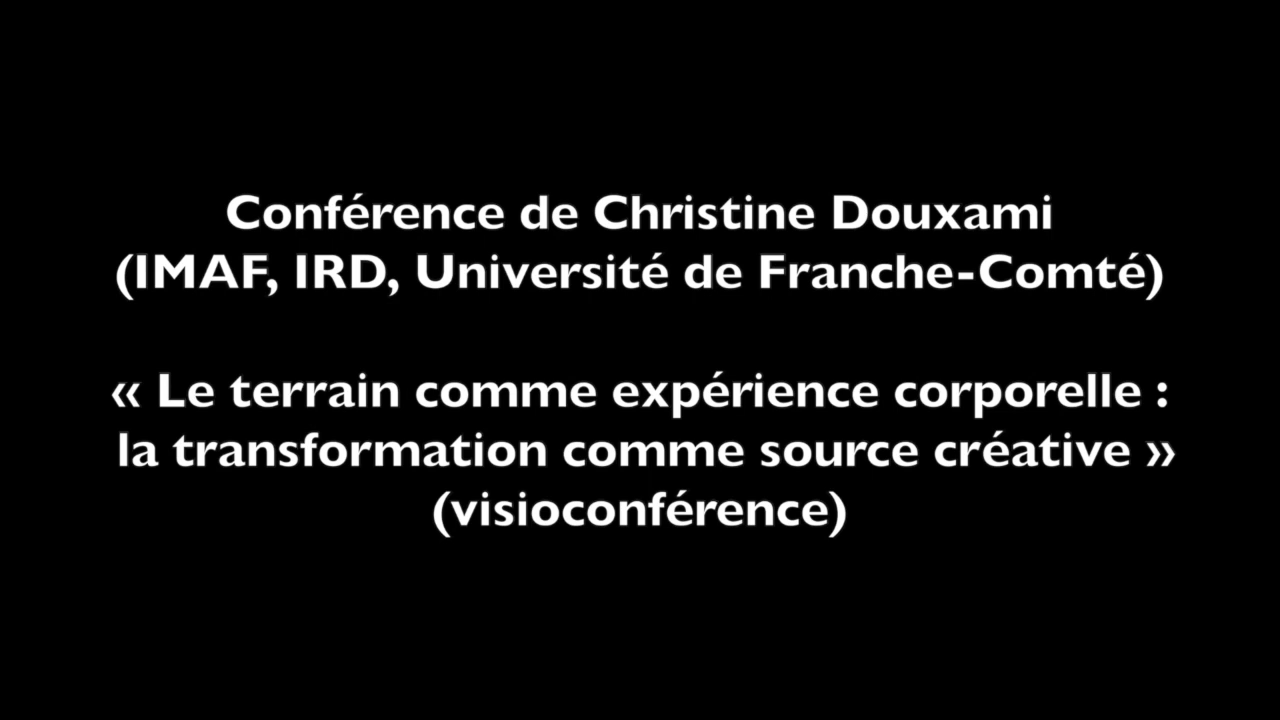 Conférence de Christine Douxami
(IMAF, IRD, Université de Franche-Comté)
« Le terrain comme expérience corporelle :
la transformation comme source créative »
(visioconférence)